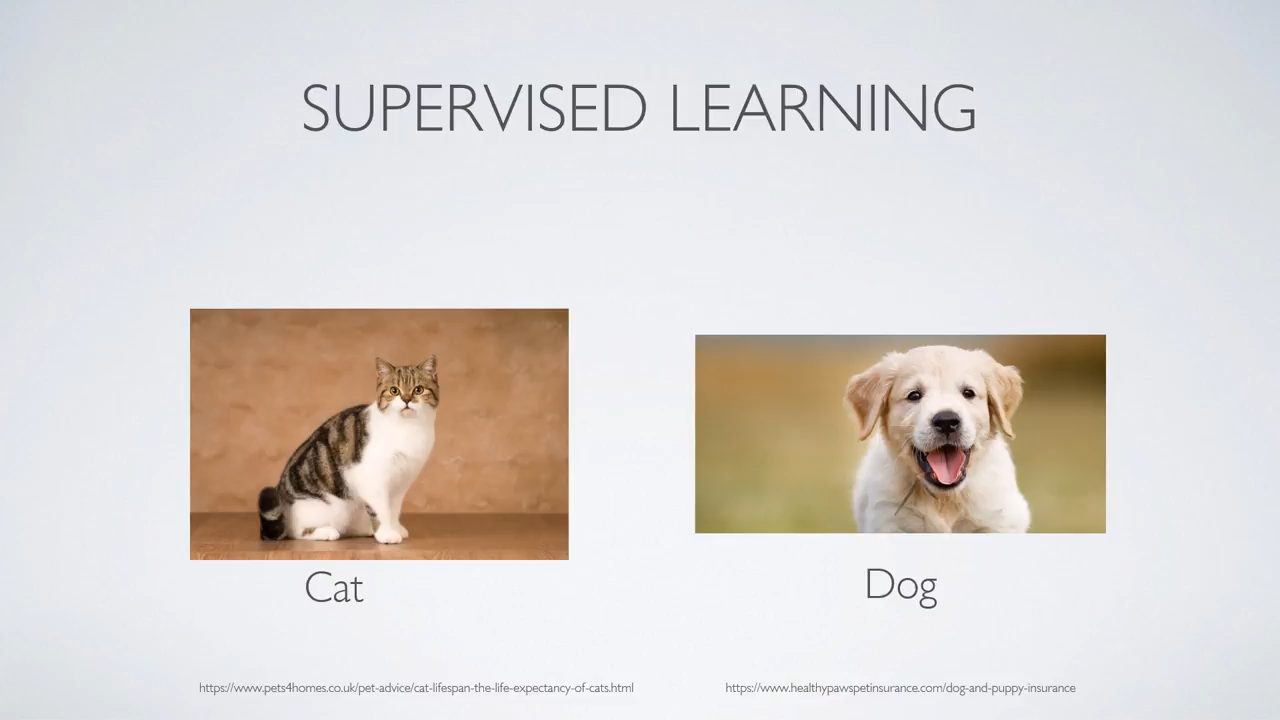 SUPERVISED LEARNING
Cat
Dog
https://www.pets4homes.co.uk/pet-advice/cat-lifespan-the-life-expectancy-of-cats.html
https://www.healthypawspetinsurance.com/dog-and-puppy-insurance